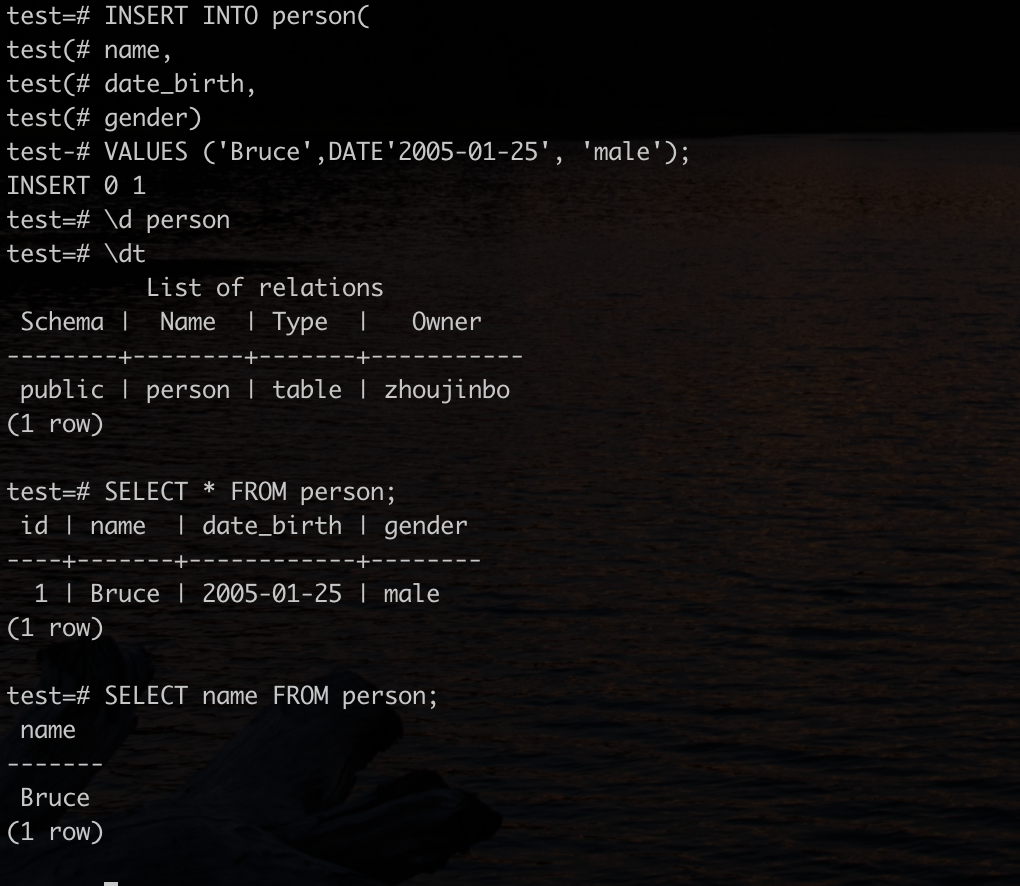 test=# INSERT INTO person(
test(# name,
test(# date_birth,
test(# gender)
test-# VALUES ('Bruce',DATE'2005-01-25', 'male');
INSERT 0 1
test=# \d person
test=# \dt
          List of relations
 Schema |  Name  | Type  |   Owner
--------+--------+-------+-----------
 public | person | table | zhoujinbo
(1 row)

test=# SELECT * FROM person;
 id | name  | date_birth | gender
----+-------+------------+--------
  1 | Bruce | 2005-01-25 | male
(1 row)

test=# SELECT name FROM person;
 name
-------
 Bruce
(1 row)